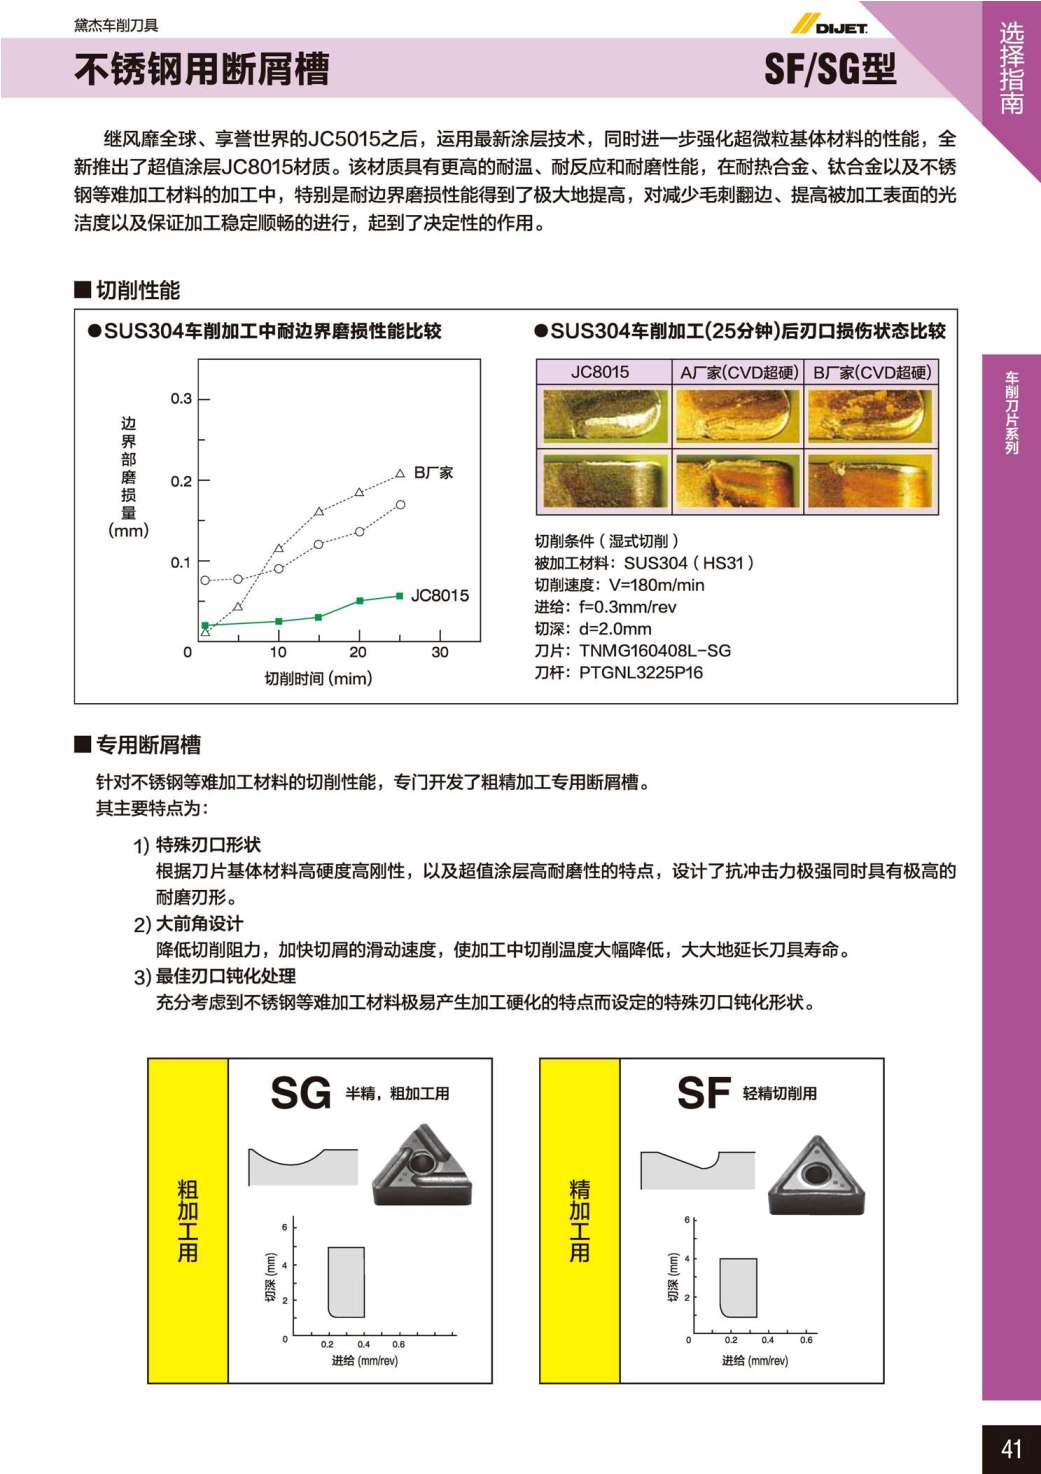 黛杰车削刀具
DIJET
不锈钢用断屑槽
SF/SG型
选择指南
继风靡全球、享誉世界的JC5015之后，运用最新涂层技术，同时进一步强化超微粒基体材料的性能，全
新推出了超值涂层JC8015材质。该材质具有更高的耐温、耐反应和耐磨性能，在耐热合金、钛合金以及不锈
钢等难加工材料的加工中，特别是耐边界磨损性能得到了极大地提高，对减少毛刺翻边、提高被加工表面的光
洁度以及保证加工稳定顺畅的进行，起到了决定性的作用。
■切削性能
●SUS304车削加工中耐边界磨损性能比较
边界部磨损量
(mm)
0.3
0.2
0.1
B厂家
JC8015
0 10 20 30
切削时间 (mim)
●SUS304车削加工(25分钟)后刃口损伤状态比较
JC8015 A厂家(CVD超硬) B厂家(CVD超硬)
切削条件（湿式切削）
被加工材料：SUS304（HS31）
切削速度：V=180m/min
进给：f=0.3mm/rev
切深：d=2.0mm
刀片：TNMG160408L-SG
刀杆：PTGNL3225P16
车削刀片系列
■专用断屑槽
针对不锈钢等难加工材料的切削性能，专门开发了粗精加工专用断屑槽。
其主要特点为：
1) 特殊刃口形状
根据刀片基体材料高硬度高刚性，以及超值涂层高耐磨性的特点，设计了抗冲击力极强同时具有极高的
耐磨刃形。
2) 大前角设计
降低切削阻力，加快切屑的滑动速度，使加工中切削温度大幅降低，大大地延长刀具寿命。
3) 最佳刃口钝化处理
充分考虑到不锈钢等难加工材料极易产生加工硬化的特点而设定的特殊刃口钝化形状。
粗加工用
SG 半精，粗加工用
切深 (mm)
6
4
2
0 0.2 0.4 0.6
进给 (mm/rev)
精加工用
SF 轻精切削用
切深 (mm)
6
4
2
0 0.2 0.4 0.6
进给 (mm/rev)
41